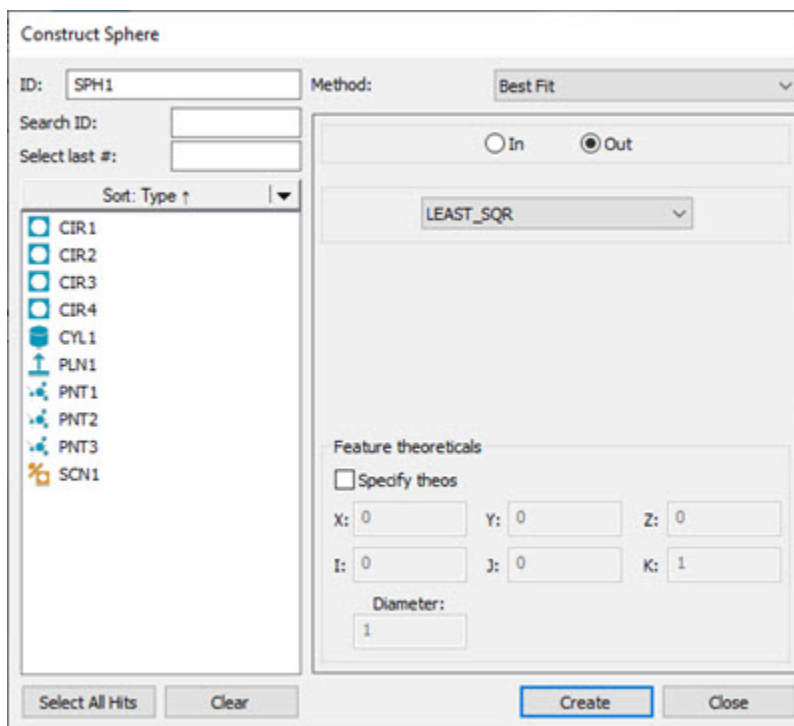 Construct Sphere
ID: SPH1
Method: Best Fit
Search ID:
Select last #:
In Out
Sort: Type ↑
LEAST_SQR
CIR1
CIR2
CIR3
CIR4
CYL1
PLN1
PNT1
PNT2
PNT3
SCN1
Feature theoreticals
Specify theos
X: 0 Y: 0 Z: 0
I: 0 J: 0 K: 1
Diameter:
1
Select All Hits Clear Create Close